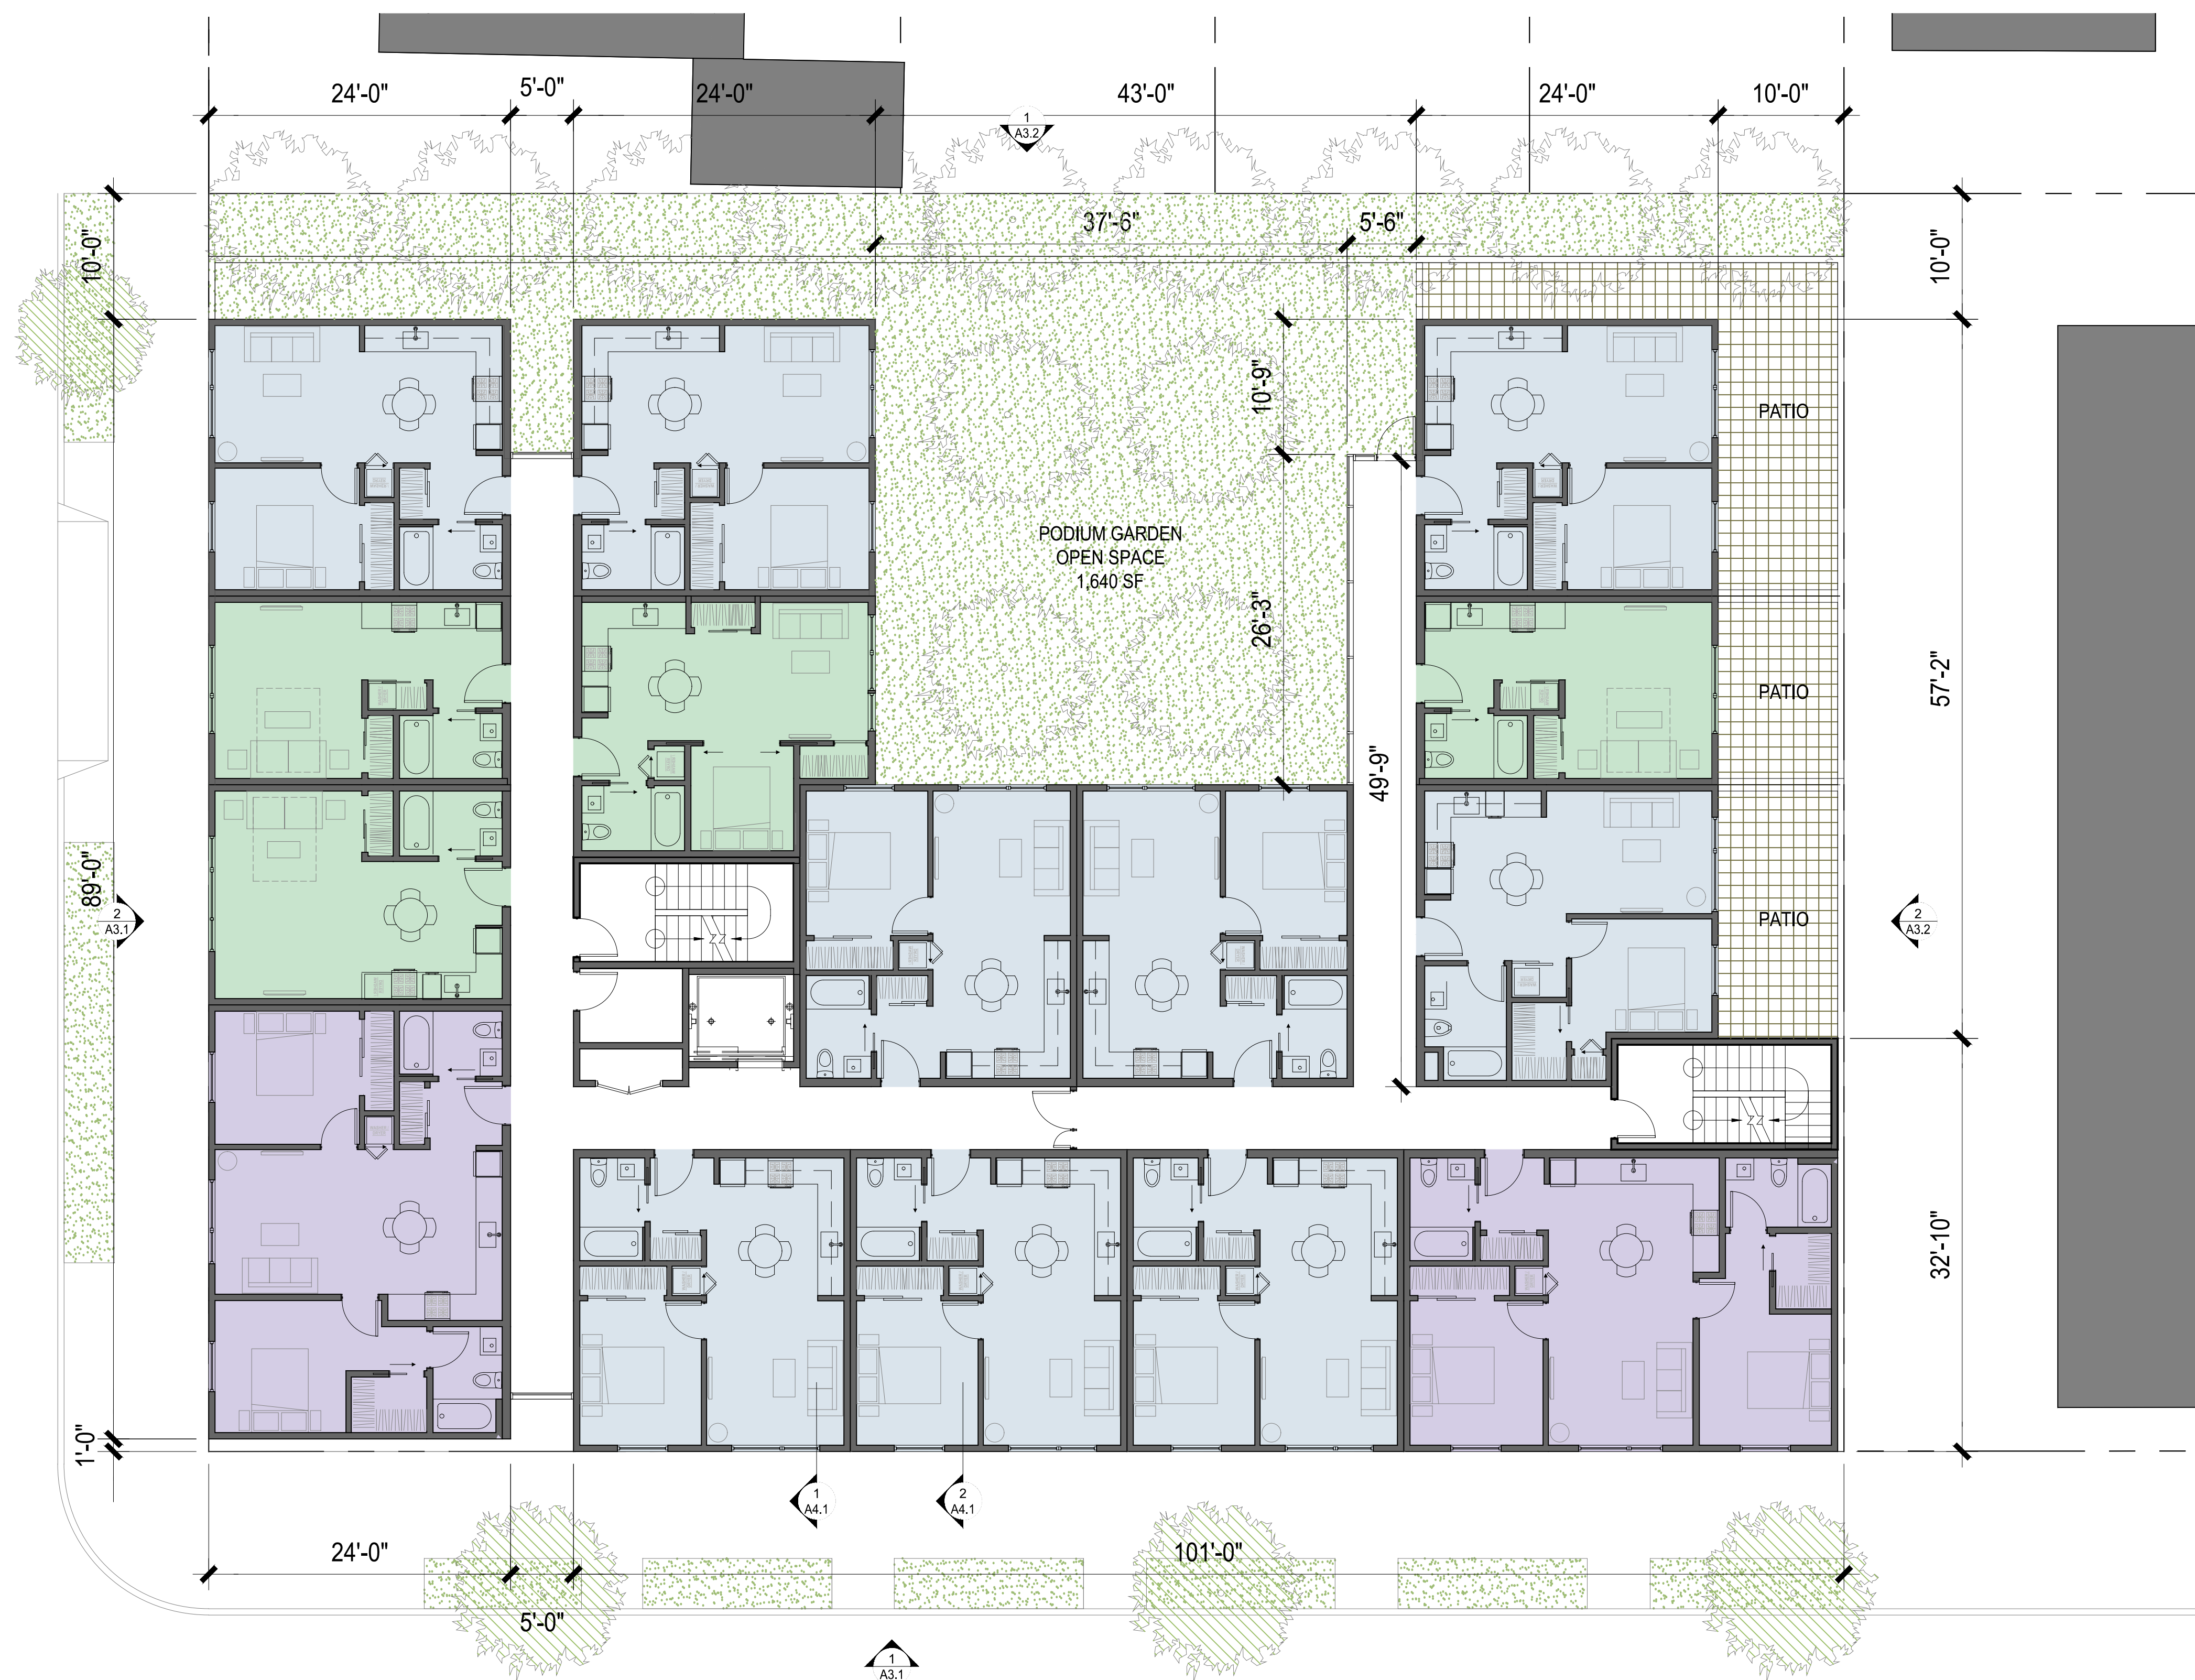 24'-0"
5'-0"
24'-0"
43'-0"
24'-0"
10'-0"
1
A3.2
37'-6"
5'-6"
10'-0"
10'-0"
10'-9"
PATIO
PODIUM GARDEN
OPEN SPACE
1,640 SF
26'-3"
57'-2"
PATIO
49'-9"
89'-0"
2
A3.1
PATIO
2
A3.2
32'-10"
1'-0"
1
A4.1
2
A4.1
24'-0"
101'-0"
5'-0"
1
A3.1